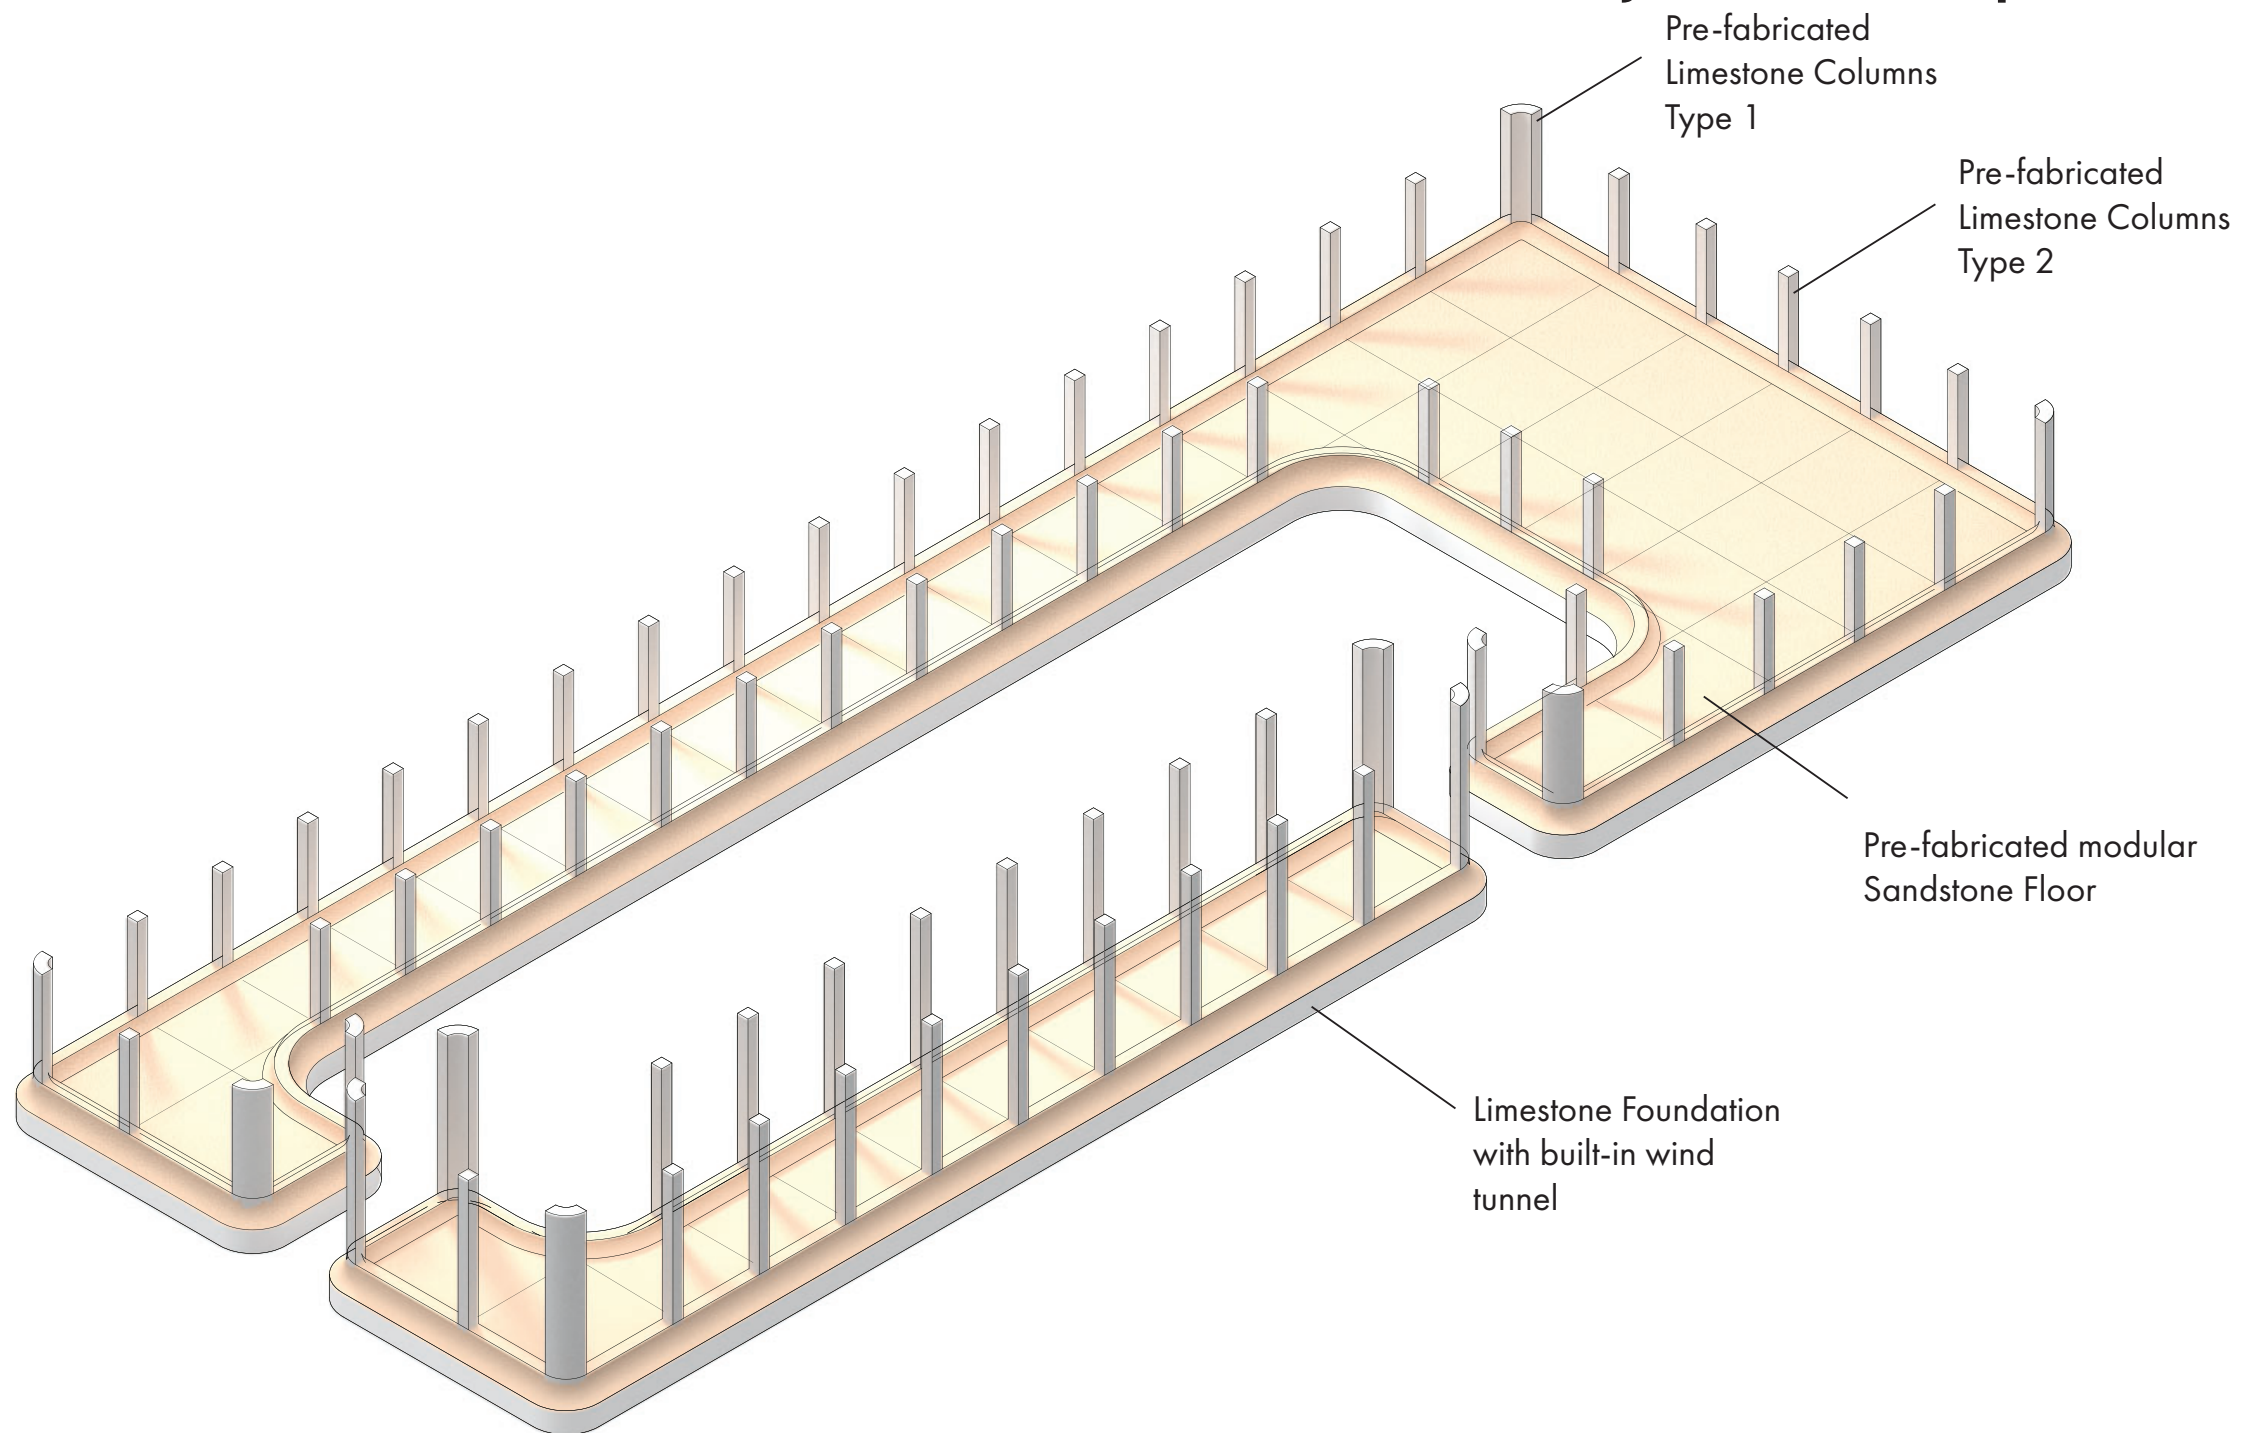 Pre-fabricated
Limestone Columns
Type 1
Pre-fabricated
Limestone Columns
Type 2
Pre-fabricated modular
Sandstone Floor
Limestone Foundation
with built-in wind
tunnel